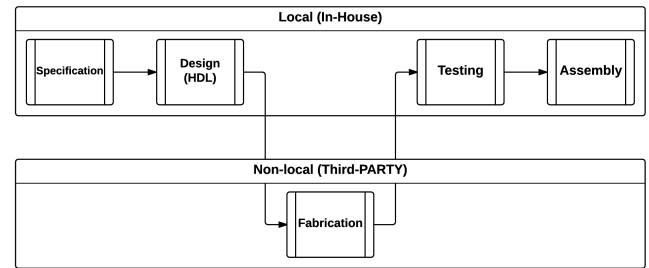 Local (In-House)
Specification
Design
(HDL)
Testing
Assembly
Non-local (Third-PARTY)
Fabrication